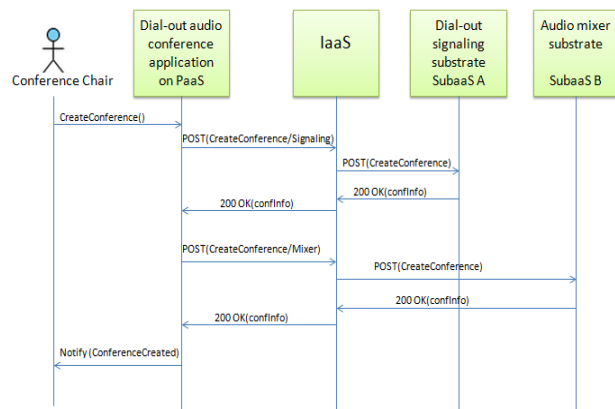 Dial-out audio
conference
application
on PaaS
IaaS
Dial-out
signaling
substrate
SubaaS A
Audio mixer
substrate
SubaaS B
Conference Chair
CreateConference()
POST(CreateConference/Signaling)
POST(CreateConference)
200 OK(confInfo)
200 OK(confInfo)
POST(CreateConference/Mixer)
POST(CreateConference)
200 OK(confInfo)
200 OK(confInfo)
Notify (ConferenceCreated)